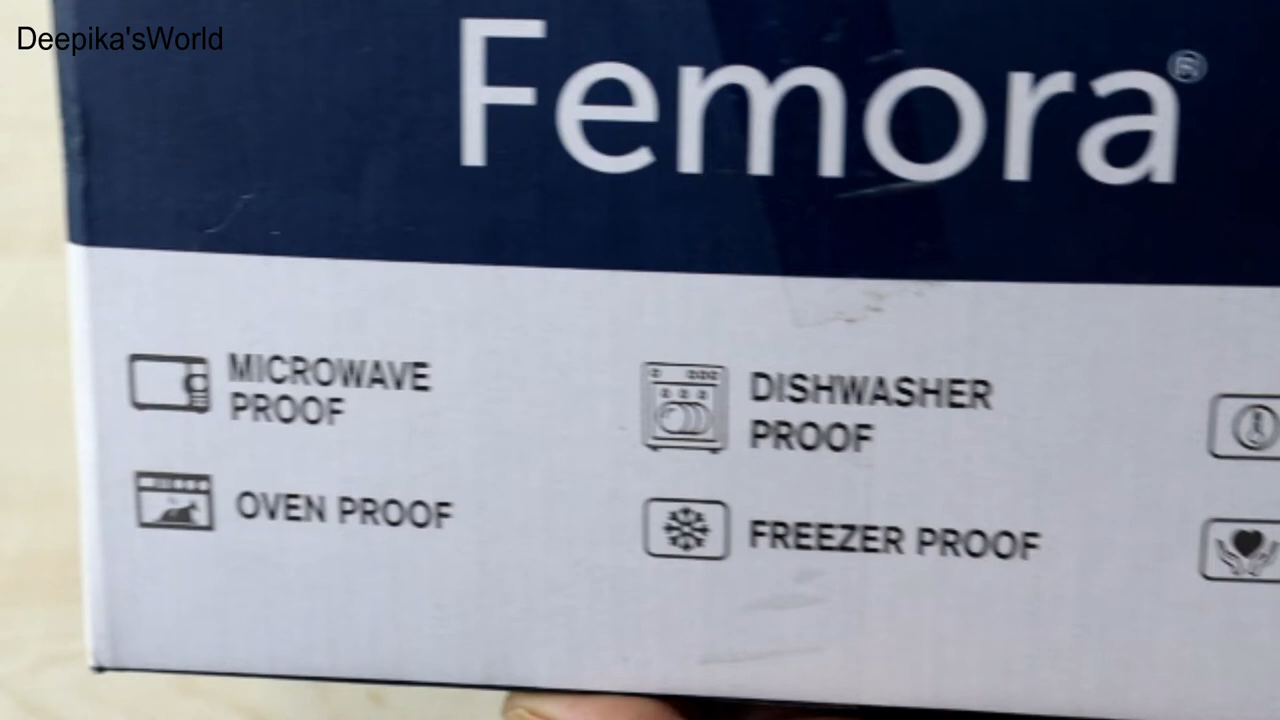 Deepika'sWorld
Femora®
MICROWAVE
PROOF
DISHWASHER
PROOF
OVEN PROOF
FREEZER PROOF